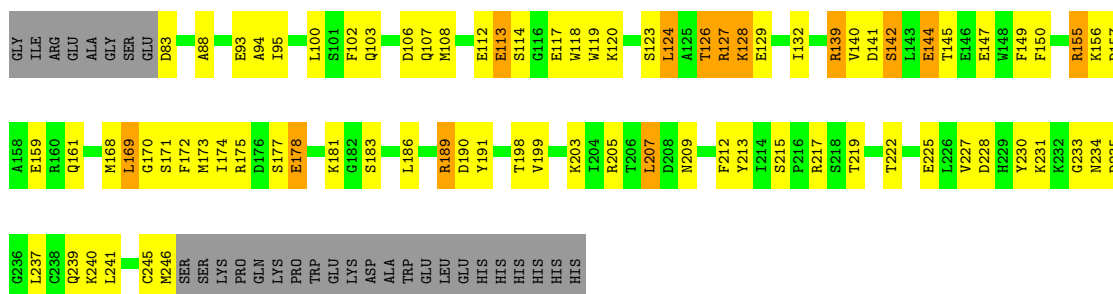 GLY ILE ARG GLU ALA GLY SER GLU D83 A88 E93 A94 I95 L100 S101 F102 Q103 D106 Q107 M108 E112 E113 S114 G116 E117 W118 W119 K120 S123 L124 A125 T126 R127 K128 E129 I132 R139 V140 D141 S142 L143 E144 T145 E146 E147 W148 F149 F150 R155 K156
A158 E159 R160 Q161 M168 L169 G170 S171 F172 M173 I174 R175 D176 S177 E178 K181 G182 S183 L186 R189 D190 Y191 T198 V199 K203 I204 R205 T206 L207 D208 N209 F212 Y213 I214 S215 P216 R217 S218 T219 T222 E225 L226 V227 D228 H229 Y230 K231 K232 G233 N234
G236 L237 C238 Q239 K240 L241 C245 M246 SER SER LYS PRO GLN LYS PRO TRP GLU LYS ASP ALA TRP GLU LEU GLU HIS HIS HIS HIS HIS HIS